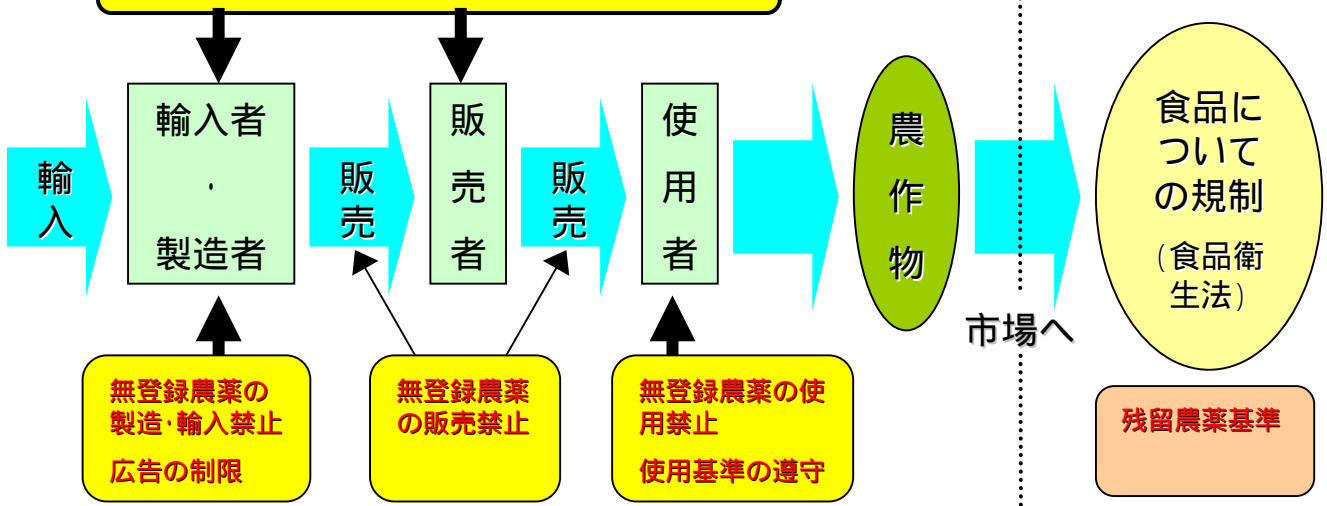 輸
入
輸入者
・
製造者
販
売
販
売
者
販
売
使
用
者
農
作
物
市場へ
食品に
ついて
の規制
(食品衛
生法)
無登録農薬の
製造・輸入禁止
広告の制限
無登録農薬
の販売禁止
無登録農薬の使
用禁止
使用基準の遵守
残留農薬基準